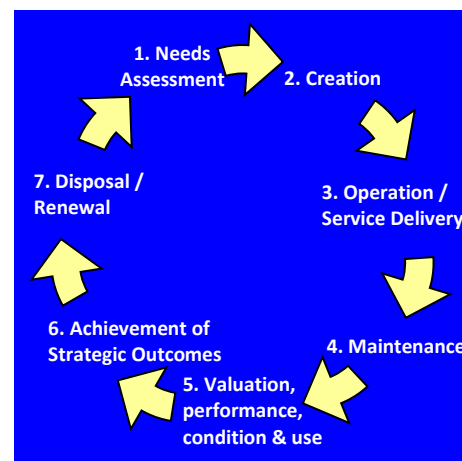 1. Needs
Assessment
2. Creation
3. Operation /
Service Delivery
4. Maintenance
5. Valuation,
performance,
condition & use
6. Achievement of
Strategic Outcomes
7. Disposal /
Renewal